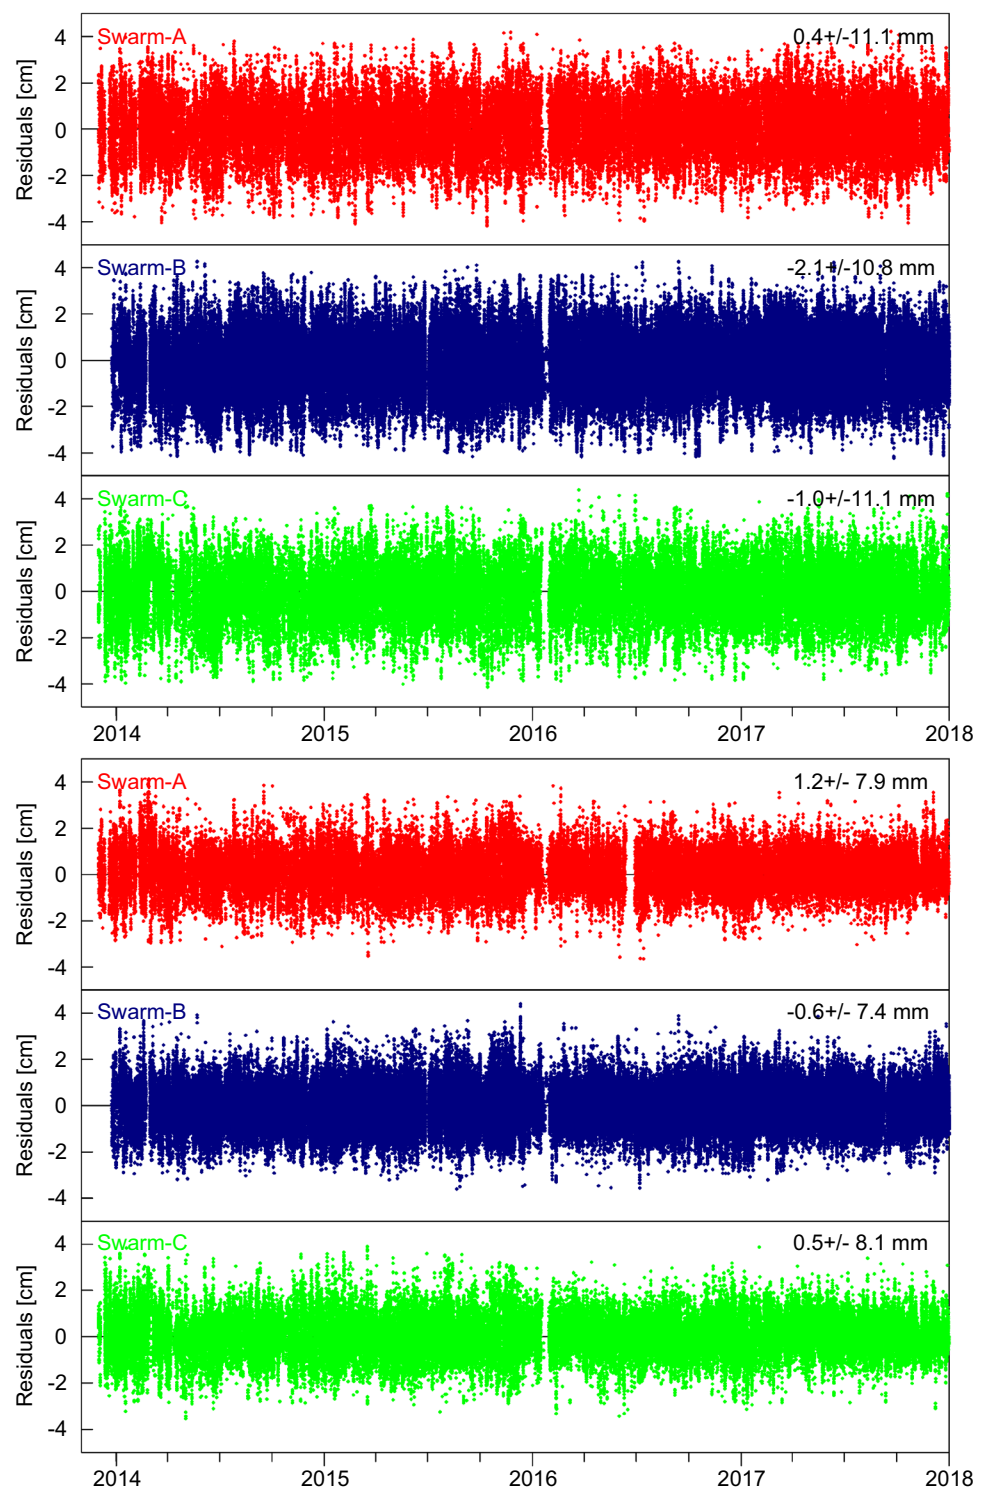 Swarm-A 0.4+/-11.1 mm
Residuals [cm]
4
2
0
-2
-4
Swarm-B -2.1+/-10.8 mm
Residuals [cm]
4
2
0
-2
-4
Swarm-C -1.0+/-11.1 mm
Residuals [cm]
4
2
0
-2
-4
2014 2015 2016 2017 2018
Swarm-A 1.2+/- 7.9 mm
Residuals [cm]
4
2
0
-2
-4
Swarm-B -0.6+/- 7.4 mm
Residuals [cm]
4
2
0
-2
-4
Swarm-C 0.5+/- 8.1 mm
Residuals [cm]
4
2
0
-2
-4
2014 2015 2016 2017 2018